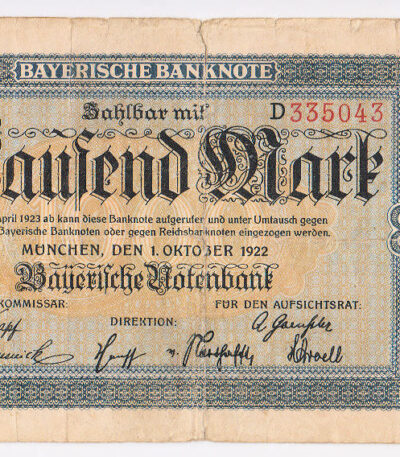 BAYERISCHE BANKNOTE
Zahlbar mit D335043
ausend Mark
April 1923 ab kann diese Banknote aufgerufen und unter Umtausch gegen
Bayerische Banknoten oder gegen Reichsbanknoten eingezogen werden.
MÜNCHEN, DEN 1. OKTOBER 1922
Bayerische Notenbank
KOMMISSAR: FÜR DEN AUFSICHTSRAT:
DIREKTION: